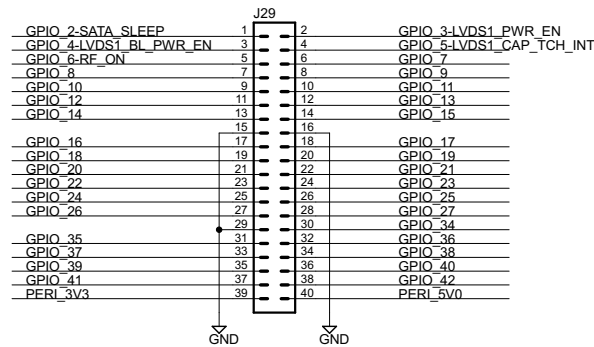 J29
GPIO_2-SATA_SLEEP 1 2 GPIO_3-LVDS1_PWR_EN
GPIO_4-LVDS1_BL_PWR_EN 3 4 GPIO_5-LVDS1_CAP_TCH_INT
GPIO_6-RF_ON 5 6 GPIO_7
GPIO_8 7 8 GPIO_9
GPIO_10 9 10 GPIO_11
GPIO_12 11 12 GPIO_13
GPIO_14 13 14 GPIO_15
15 16
GPIO_16 17 18 GPIO_17
GPIO_18 19 20 GPIO_19
GPIO_20 21 22 GPIO_21
GPIO_22 23 24 GPIO_23
GPIO_24 25 26 GPIO_25
GPIO_26 27 28 GPIO_27
29 30 GPIO_34
GPIO_35 31 32 GPIO_36
GPIO_37 33 34 GPIO_38
GPIO_39 35 36 GPIO_40
GPIO_41 37 38 GPIO_42
PERI_3V3 39 40 PERI_5V0
GND GND